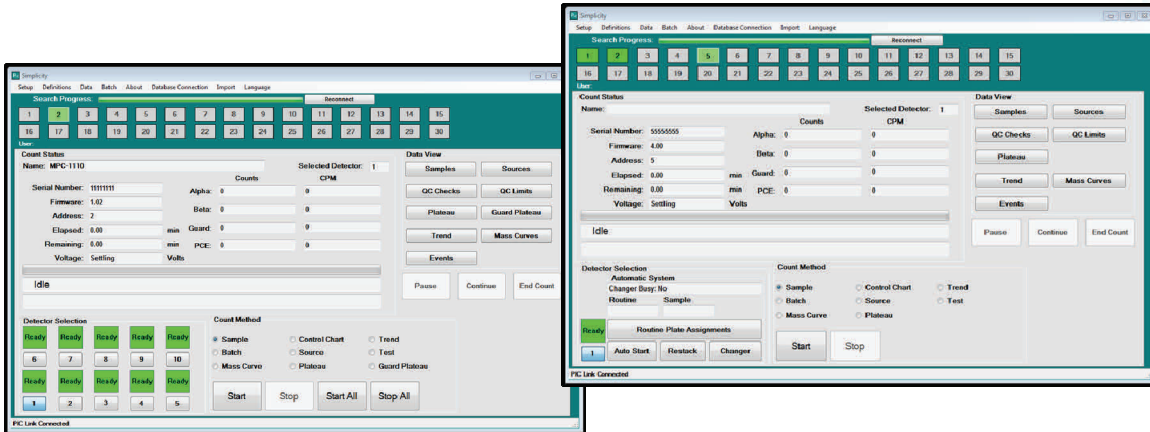 Simplicity
Setup Definitions Data Batch About Database Connection Import Language
Search Progress: Reconnect
1 2 3 4 5 6 7 8 9 10 11 12 13 14 15
16 17 18 19 20 21 22 23 24 25 26 27 28 29 30
User:
Count Status
Name: MPC-1110 Selected Detector: 1
Counts CPM
Serial Number: 11111111 Alpha: 0 0
Firmware: 1.02
Address: 2 Beta: 0 0
Elapsed: 0.00 min Guard: 0 0
Remaining: 0.00 min PCE: 0 0
Voltage: Settling Volts
Idle
Data View
Samples Sources
QC Checks QC Limits
Plateau Guard Plateau
Trend Mass Curves
Events
Pause Continue End Count
Detector Selection
Ready Ready Ready Ready Ready
6 7 8 9 10
Ready Ready Ready Ready Ready
1 2 3 4 5
Count Method
Sample Control Chart Trend
Batch Source Test
Mass Curve Plateau Guard Plateau
Start Stop Start All Stop All
PIC Link Connected
Simplicity
Setup Definitions Data Batch About Database Connection Import Language
Search Progress: Reconnect
1 2 3 4 5 6 7 8 9 10 11 12 13 14 15
16 17 18 19 20 21 22 23 24 25 26 27 28 29 30
User:
Count Status
Name: Selected Detector: 1
Counts CPM
Serial Number: 55555555 Alpha: 0 0
Firmware: 4.00
Address: 5 Beta: 0 0
Elapsed: 0.00 min Guard: 0 0
Remaining: 0.00 min PCE: 0 0
Voltage: Settling Volts
Idle
Data View
Samples Sources
QC Checks QC Limits
Plateau
Trend Mass Curves
Events
Pause Continue End Count
Detector Selection
Automatic System
Changer Busy: No
Routine Sample
Ready Routine Plate Assignments
1 Auto Start Restack Changer
Count Method
Sample Control Chart Trend
Batch Source Test
Mass Curve Plateau
Start Stop
PIC Link Connected